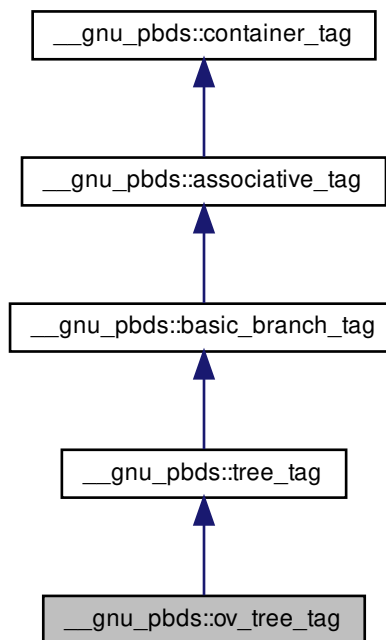 __gnu_pbds::container_tag
__gnu_pbds::associative_tag
__gnu_pbds::basic_branch_tag
__gnu_pbds::tree_tag
__gnu_pbds::ov_tree_tag